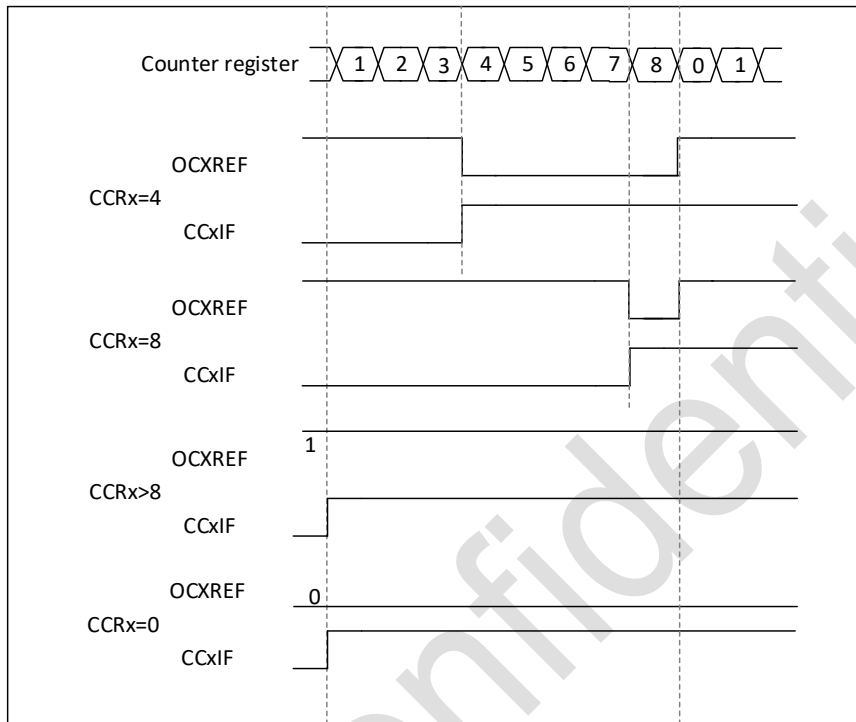 Counter register 1 2 3 4 5 6 7 8 0 1
OCXREF
CCRx=4
CCxIF
OCXREF
CCRx=8
CCxIF
1
OCXREF
CCRx>8
CCxIF
OCXREF 0
CCRx=0
CCxIF
onfidenti